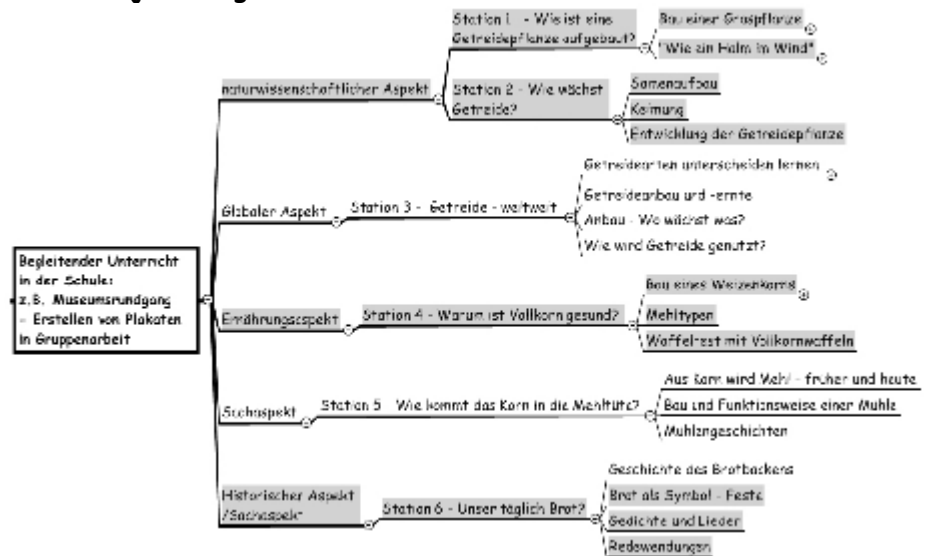 Begleitender Unterricht
in der Schule:
z.B. Museumsrundgang
- Erstellen von Plakaten
in Gruppenarbeit
naturwissenschaftlicher Aspekt
Station 1 - Wie ist eine
Getreidepflanze aufgebaut?
Bau einer Graspflanze
"Wie ein Halm im Wind"
Station 2 - Wie wächst
Getreide?
Samenaufbau
Keimung
Entwicklung der Getreidepflanze
Globaler Aspekt
Station 3 - Getreide - weltweit
Getreidearten unterscheiden lernen
Getreideanbau und -ernte
Anbau - Wo wächst was?
Wie wird Getreide genutzt?
Ernährungsaspekt
Station 4 - Warum ist Vollkorn gesund?
Bau eines Weizenkorns
Mehltypen
Waffeltest mit Vollkornwaffeln
Sachaspekt
Station 5 Wie kommt das Korn in die Mehltüte?
Aus Korn wird Mehl - früher und heute
Bau und Funktionsweise einer Mühle
Mühlengeschichten
Historischer Aspekt
/Sachaspekt
Station 6 - Unser täglich Brot?
Geschichte des Brotbackens
Brot als Symbol - Feste
Gedichte und Lieder
Redewendungen